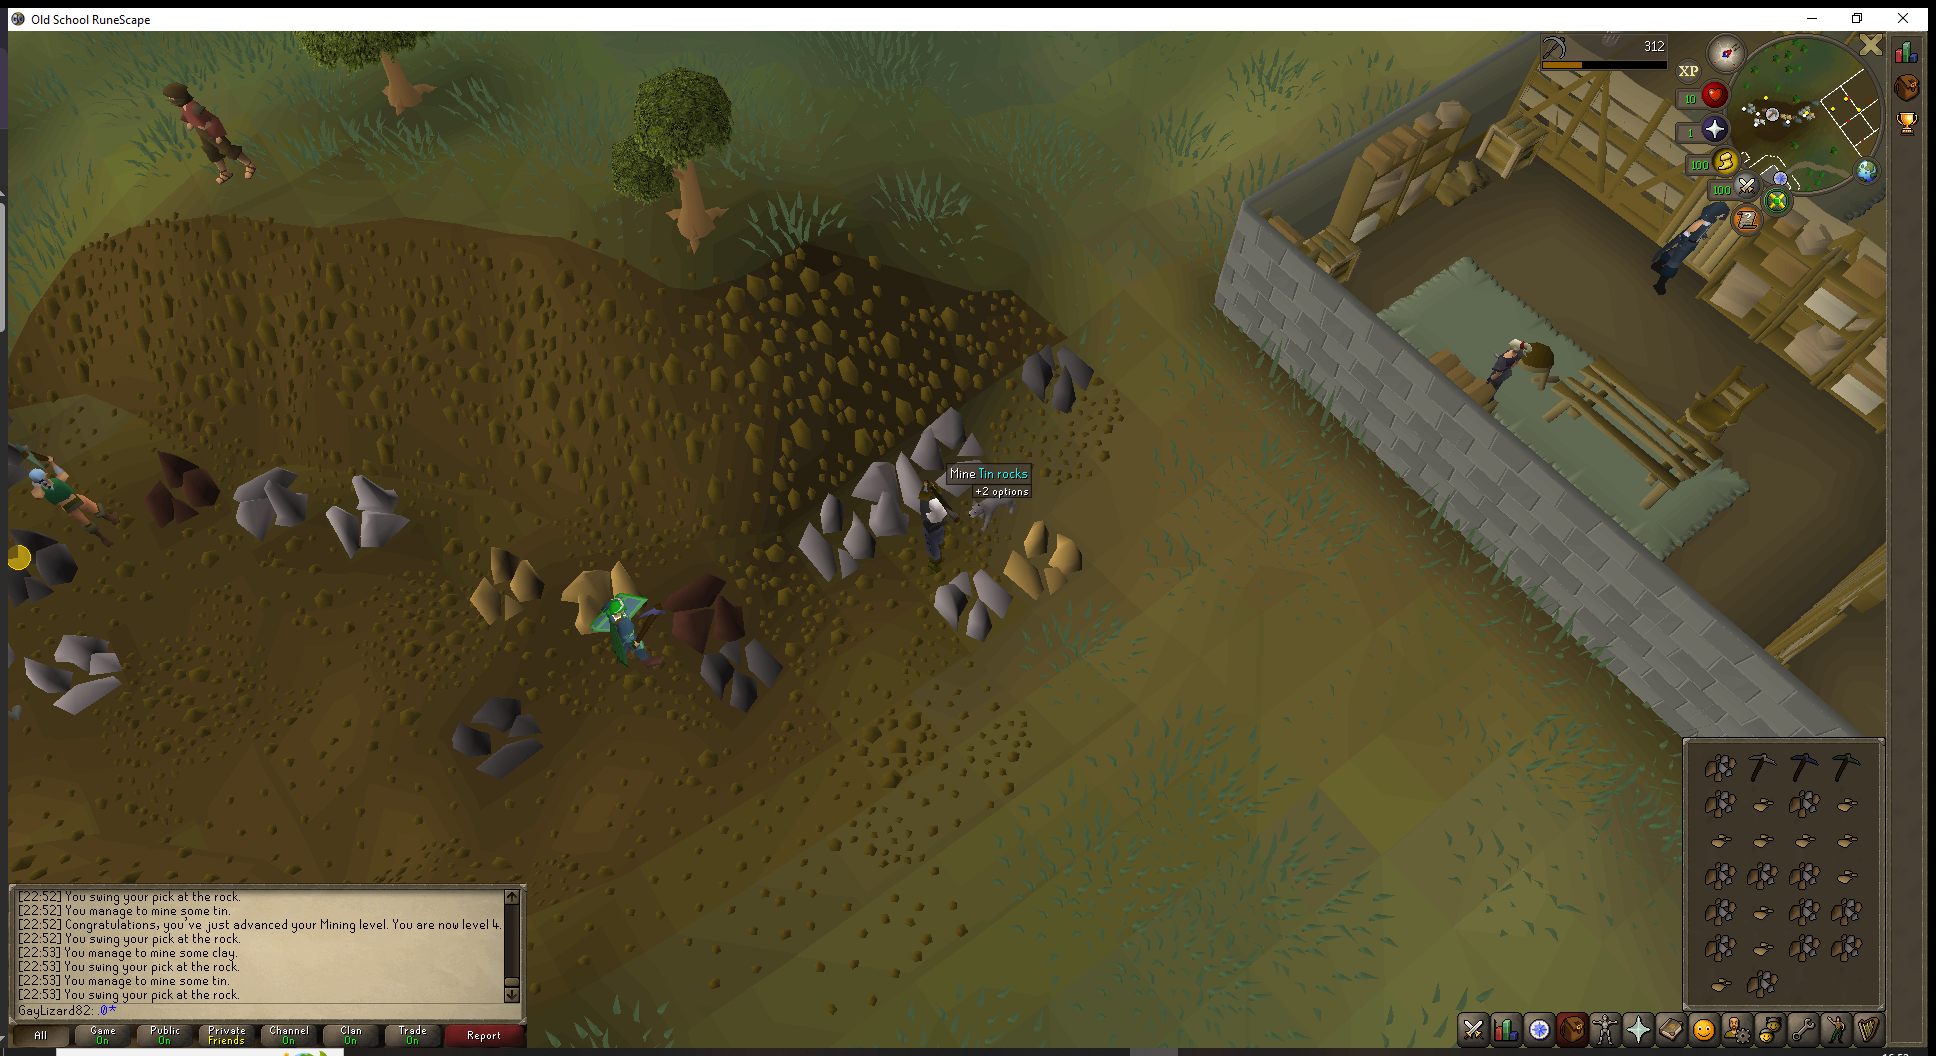 Old School RuneScape
312
XP
10
1
100
100
Mine Tin rocks
+2 options
[22:52] You swing your pick at the rock.
[22:52] You manage to mine some tin.
[22:52] Congratulations, you've just advanced your Mining level. You are now level 4.
[22:52] You swing your pick at the rock.
[22:53] You manage to mine some clay.
[22:53] You swing your pick at the rock.
[22:53] You manage to mine some tin.
[22:53] You swing your pick at the rock.
GayLizard82: .0*
All
Game
On
Public
On
Private
Friends
Channel
On
Clan
On
Trade
On
Report